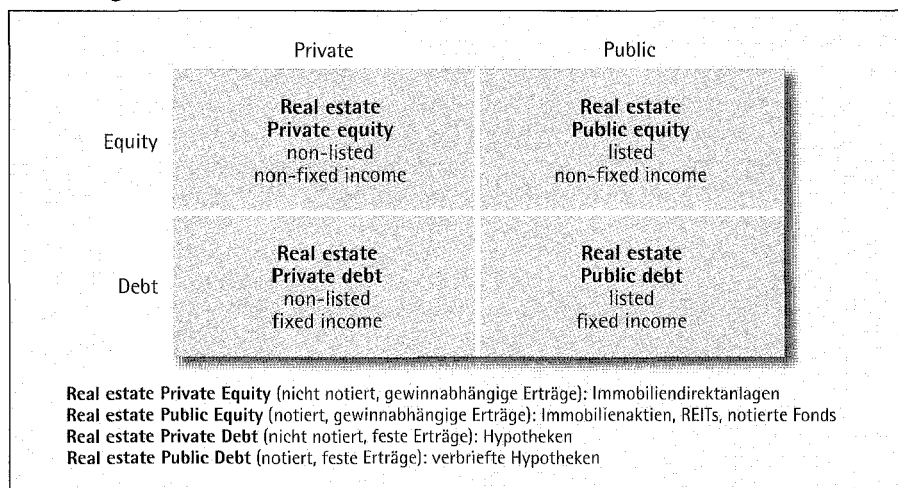 Private Public
Equity
Real estate
Private equity
non-listed
non-fixed income
Real estate
Public equity
listed
non-fixed income
Debt
Real estate
Private debt
non-listed
fixed income
Real estate
Public debt
listed
fixed income
Real estate Private Equity (nicht notiert, gewinnabhängige Erträge): Immobiliendirektanlagen
Real estate Public Equity (notiert, gewinnabhängige Erträge): Immobilienaktien, REITs, notierte Fonds
Real estate Private Debt (nicht notiert, feste Erträge): Hypotheken
Real estate Public Debt (notiert, feste Erträge): verbriefte Hypotheken